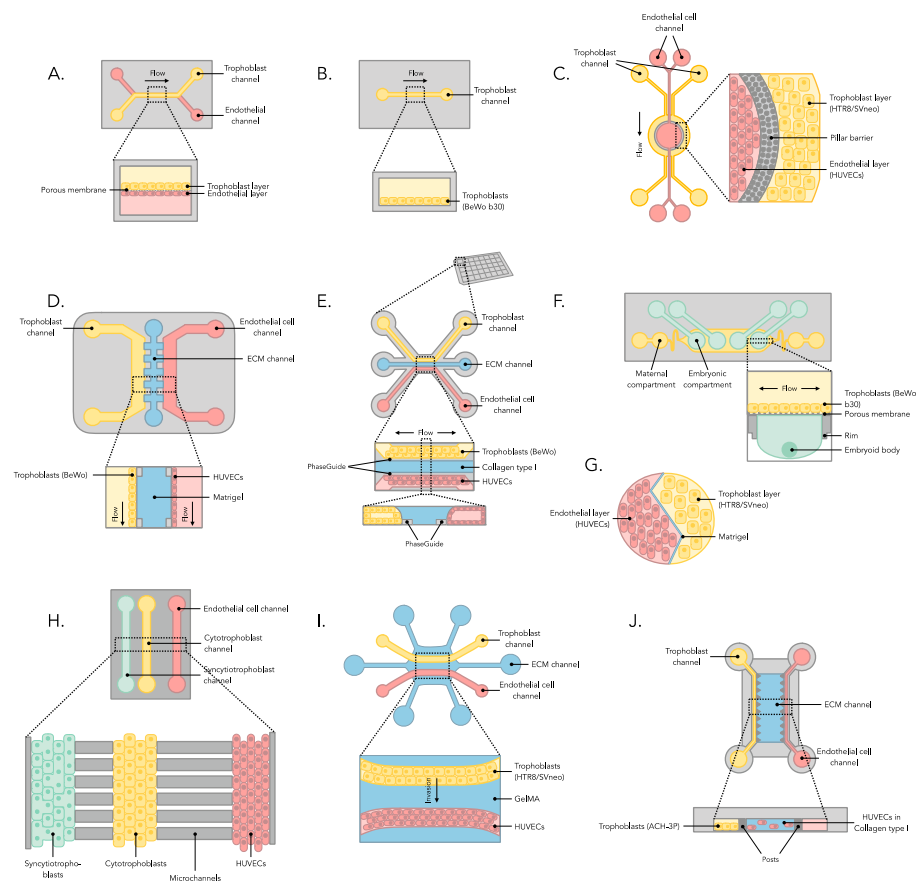 A.
Flow
Trophoblast
channel
Endothelial
channel
Porous membrane
Trophoblast layer
Endothelial layer
B.
Flow
Trophoblast
channel
Trophoblasts
(BeWo b30)
C.
Endothelial cell
channel
Trophoblast
channel
Flow
Trophoblast layer
(HTR8/SVneo)
Pillar barrier
Endothelial layer
(HUVECs)
D.
Trophoblast
channel
Endothelial cell
channel
ECM channel
Trophoblasts (BeWo)
HUVECs
Matrigel
Flow
Flow
E.
Trophoblast
channel
ECM channel
Endothelial cell
channel
Flow
Trophoblasts (BeWo)
PhaseGuide
Collagen type I
HUVECs
PhaseGuide
F.
Maternal
compartment
Embryonic
compartment
Flow
Trophoblasts (BeWo
b30)
Porous membrane
Rim
Embryoid body
G.
Trophoblast layer
(HTR8/SVneo)
Endothelial layer
(HUVECs)
Matrigel
H.
Endothelial cell channel
Cytotrophoblast
channel
Syncytiotrophoblast
channel
Syncytiotropho-
blasts
Cytotrophoblasts
Microchannels
HUVECs
I.
Trophoblast
channel
ECM channel
Endothelial cell
channel
Trophoblasts
(HTR8/SVneo)
Invasion
GelMA
HUVECs
J.
Trophoblast
channel
ECM channel
Endothelial cell
channel
Trophoblasts (ACH-3P)
HUVECs in
Collagen type I
Posts